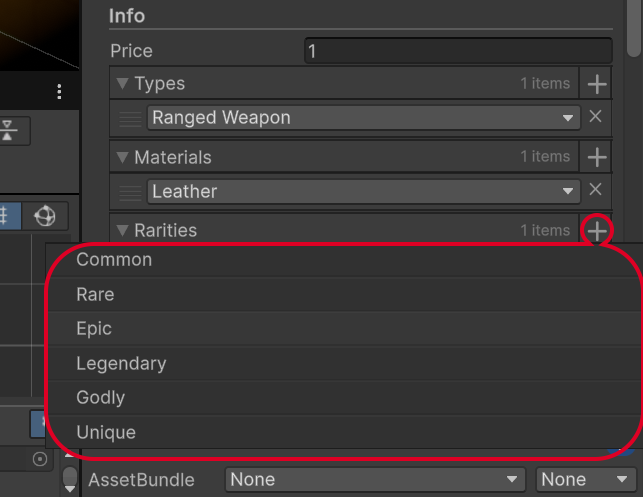 Info
Price 1
Types 1 items
Ranged Weapon
Materials 1 items
Leather
Rarities 1 items
Common
Rare
Epic
Legendary
Godly
Unique
AssetBundle None None